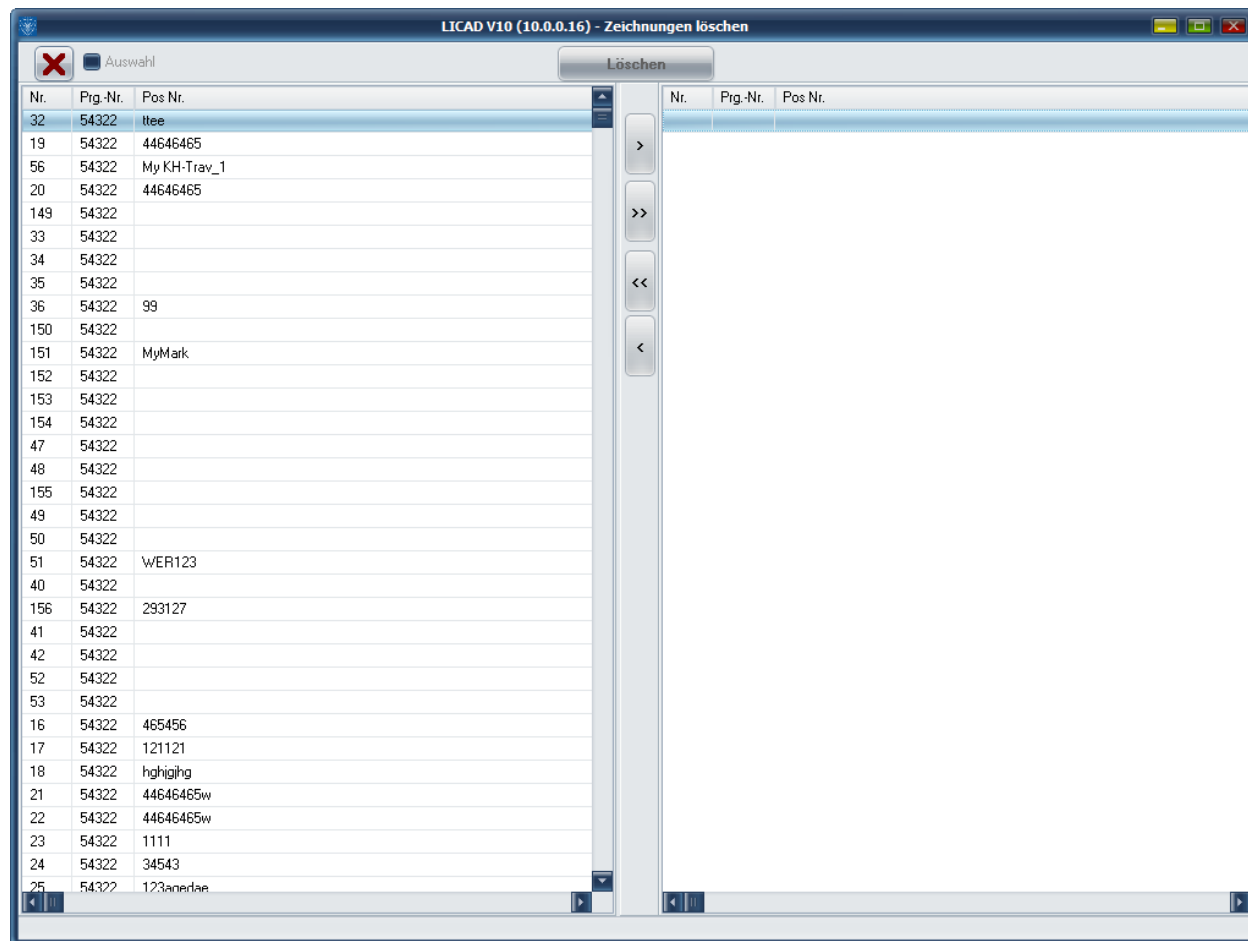 LICAD V10 (10.0.0.16) - Zeichnungen löschen
Auswahl
Löschen
Nr. Prg.-Nr. Pos Nr.
32 54322 ttee
19 54322 44646465
56 54322 My KH-Trav_1
20 54322 44646465
149 54322
33 54322
34 54322
35 54322
36 54322 99
150 54322
151 54322 MyMark
152 54322
153 54322
154 54322
47 54322
48 54322
155 54322
49 54322
50 54322
51 54322 WER123
40 54322
156 54322 293127
41 54322
42 54322
52 54322
53 54322
16 54322 465456
17 54322 121121
18 54322 hghjgjhg
21 54322 44646465w
22 54322 44646465w
23 54322 1111
24 54322 34543
25 54322 123agedae
>
>>
<<
<
Nr. Prg.-Nr. Pos Nr.